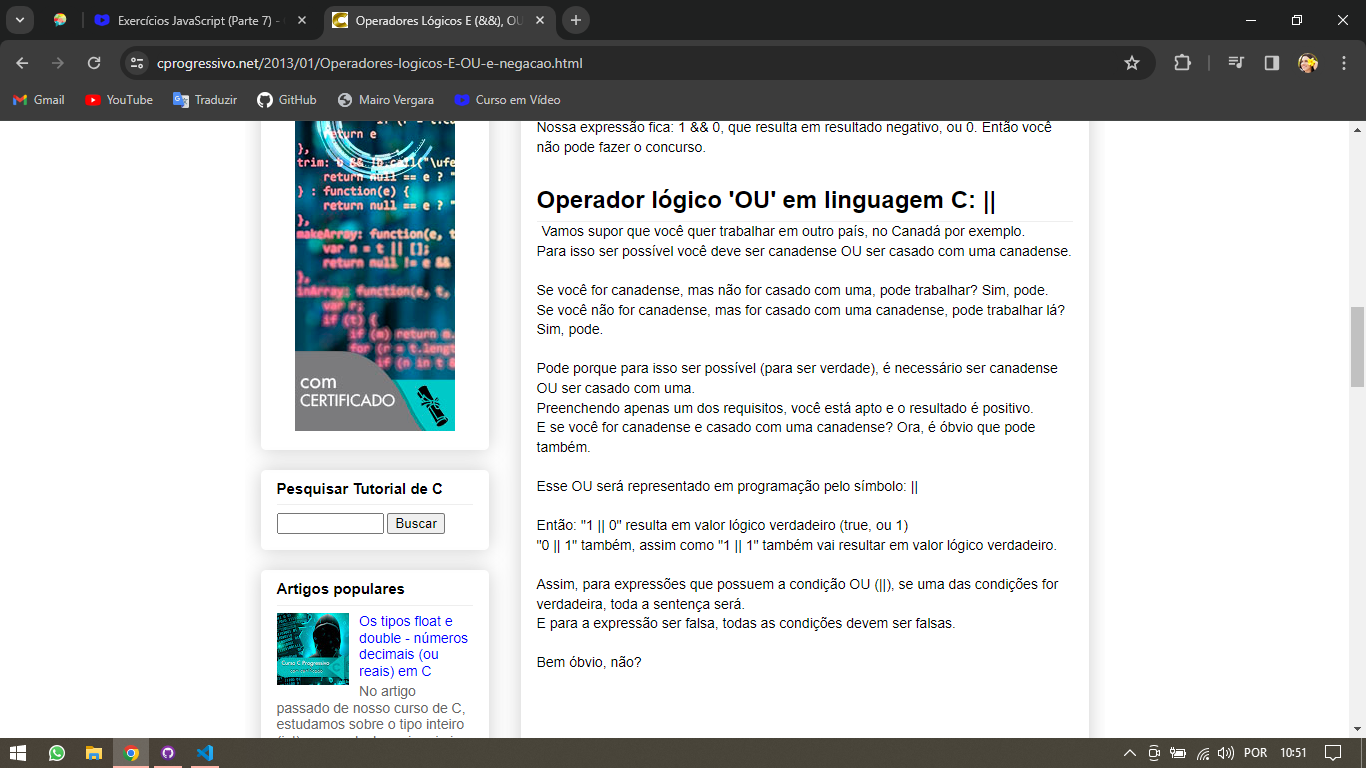 Exercícios JavaScript (Parte 7) -
Operadores Lógicos E (&&), OU
cprogressivo.net/2013/01/Operadores-logicos-E-OU-e-negacao.html
Gmail
YouTube
Traduzir
GitHub
Mairo Vergara
Curso em Vídeo
return e
},
trim: b && !b.call("\ufe
return null == e ? "
} : function(e) {
return null == e ? "
},
makeArray: function(e, t
var n = t || [];
return null != e &&
},
inArray: function(e, t,
var r;
if (t) {
if (m) return m.
for (r = t.lengt
if (n in t &
com
CERTIFICADO
Pesquisar Tutorial de C
Buscar
Artigos populares
Curso C Progressivo
Os tipos float e
double - números
decimais (ou
reais) em C
No artigo
passado de nosso curso de C,
estudamos sobre o tipo inteiro
Nossa expressão fica: 1 && 0, que resulta em resultado negativo, ou 0. Então você
não pode fazer o concurso.
Operador lógico 'OU' em linguagem C: ||
Vamos supor que você quer trabalhar em outro país, no Canadá por exemplo.
Para isso ser possível você deve ser canadense OU ser casado com uma canadense.
Se você for canadense, mas não for casado com uma, pode trabalhar? Sim, pode.
Se você não for canadense, mas for casado com uma canadense, pode trabalhar lá?
Sim, pode.
Pode porque para isso ser possível (para ser verdade), é necessário ser canadense
OU ser casado com uma.
Preenchendo apenas um dos requisitos, você está apto e o resultado é positivo.
E se você for canadense e casado com uma canadense? Ora, é óbvio que pode
também.
Esse OU será representado em programação pelo símbolo: ||
Então: "1 || 0" resulta em valor lógico verdadeiro (true, ou 1)
"0 || 1" também, assim como "1 || 1" também vai resultar em valor lógico verdadeiro.
Assim, para expressões que possuem a condição OU (||), se uma das condições for
verdadeira, toda a sentença será.
E para a expressão ser falsa, todas as condições devem ser falsas.
Bem óbvio, não?
POR
10:51